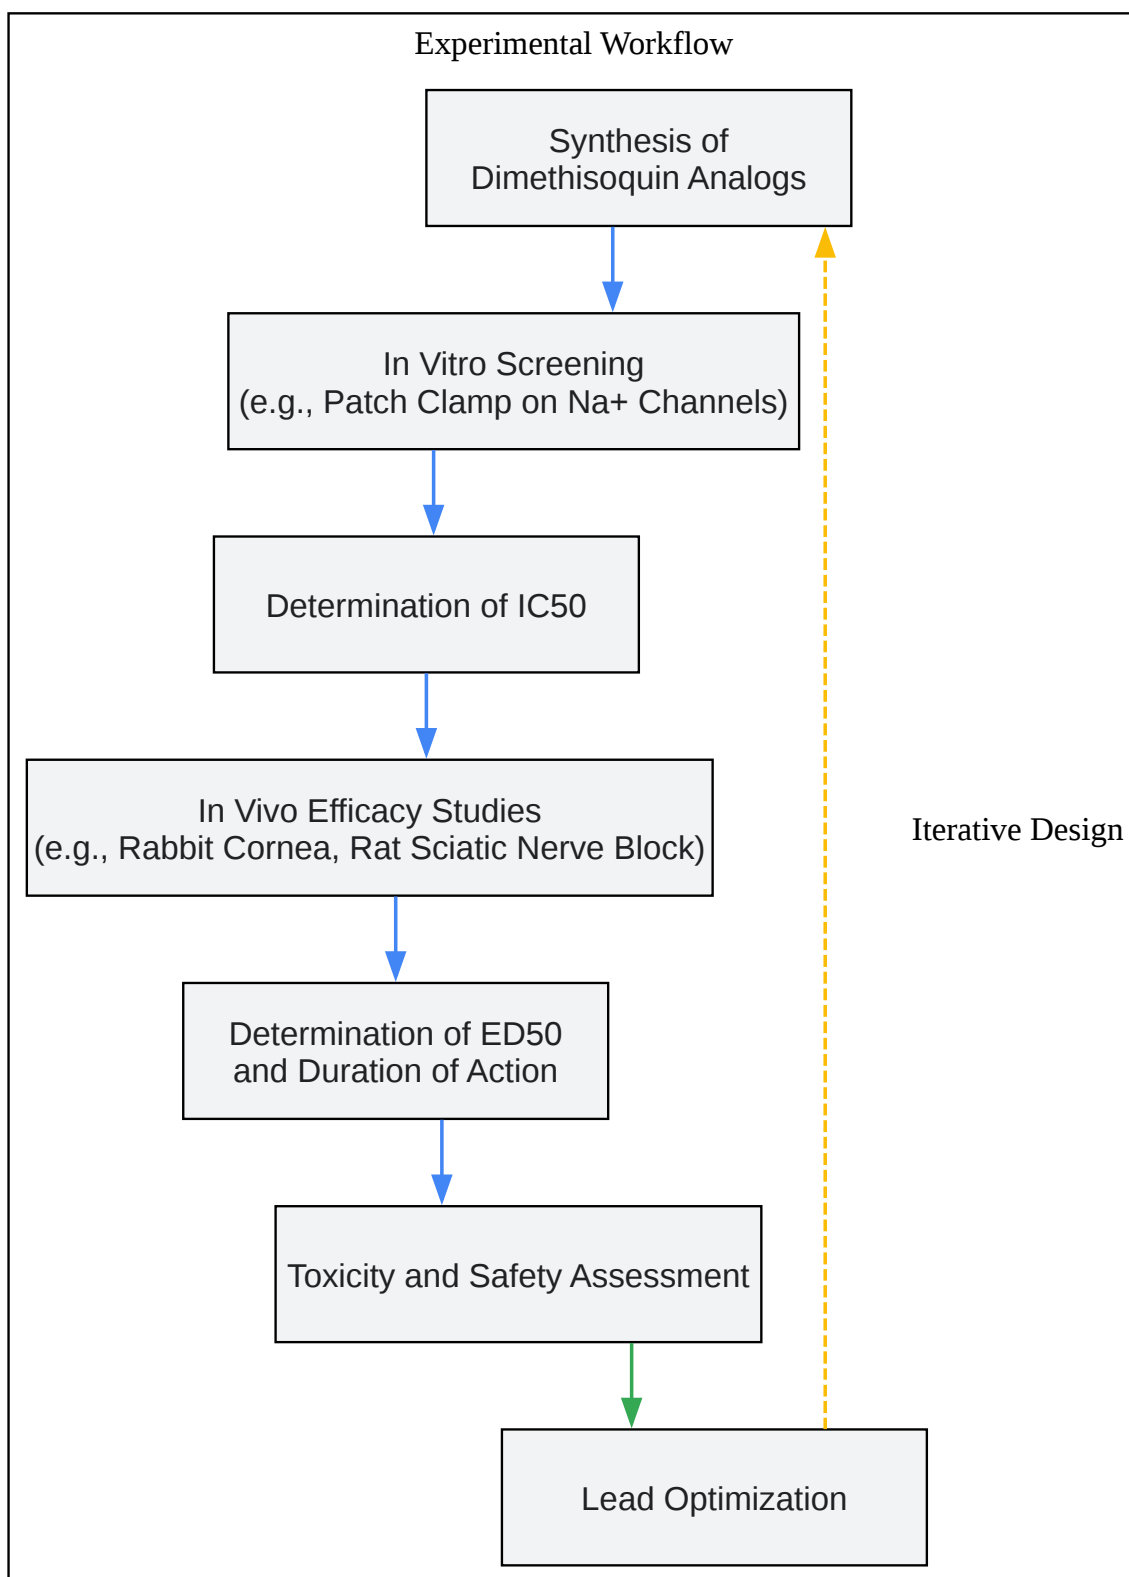 Experimental Workflow
Synthesis of
Dimethisoquin Analogs
In Vitro Screening
(e.g., Patch Clamp on Na+ Channels)
Determination of IC50
In Vivo Efficacy Studies
(e.g., Rabbit Cornea, Rat Sciatic Nerve Block)
Iterative Design
Determination of ED50
and Duration of Action
Toxicity and Safety Assessment
Lead Optimization